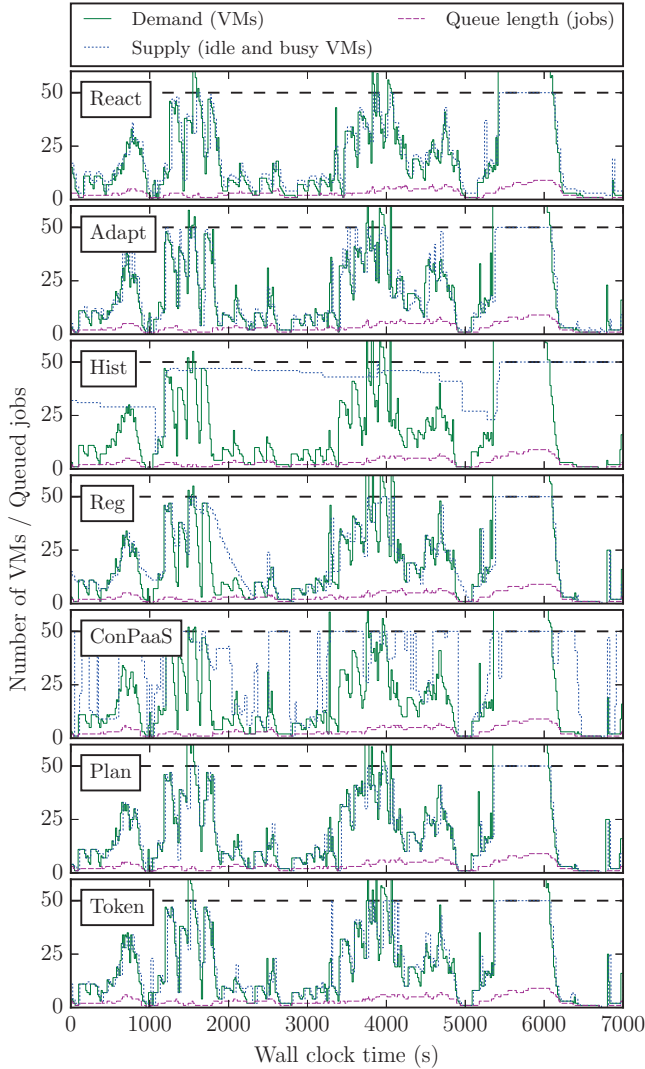 Demand (VMs)
Queue length (jobs)
Supply (idle and busy VMs)
Number of VMs / Queued jobs
50
25
0
React
50
25
0
Adapt
50
25
0
Hist
50
25
0
Reg
50
25
0
ConPaaS
50
25
0
Plan
50
25
0
Token
0 1000 2000 3000 4000 5000 6000 7000
Wall clock time (s)